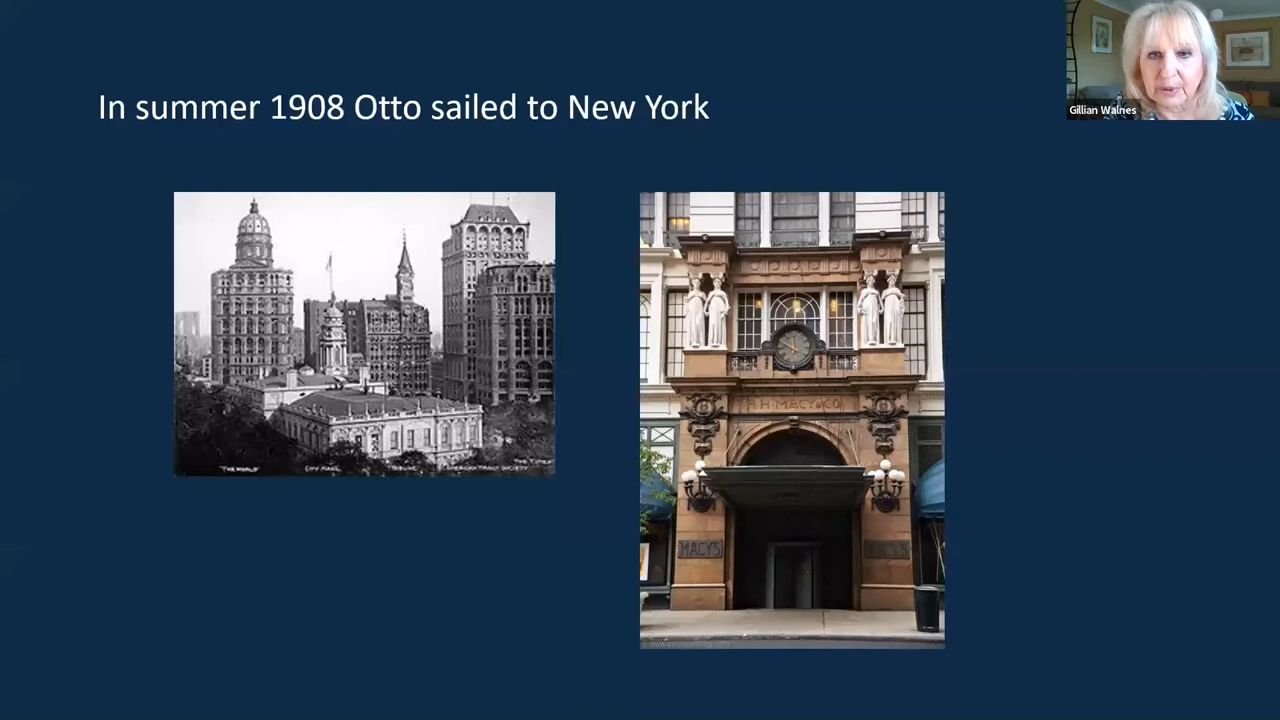 In summer 1908 Otto sailed to New York
Gillian Walnes
R·H·MACY&CO
MACYS
"THE WORLD" CITY HALL TRIBUNE AMERICAN TRACT SOCIETY THE TIMES